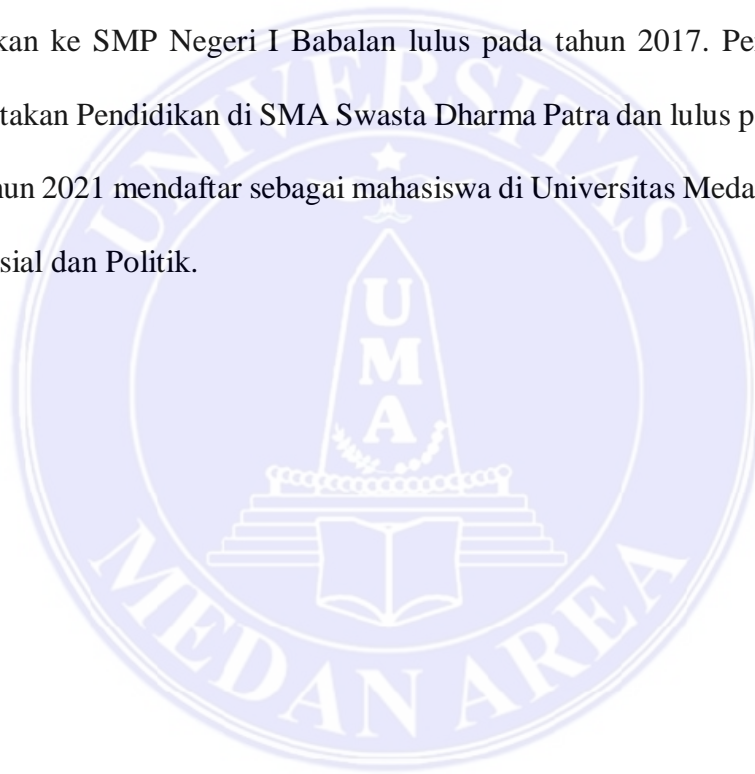 kan ke SMP Negeri I Babalan lulus pada tahun 2017. Pe
takan Pendidikan di SMA Swasta Dharma Patra dan lulus p
un 2021 mendaftar sebagai mahasiswa di Universitas Meda
sial dan Politik.
UNIVERSITAS
UMA
MEDAN AREA